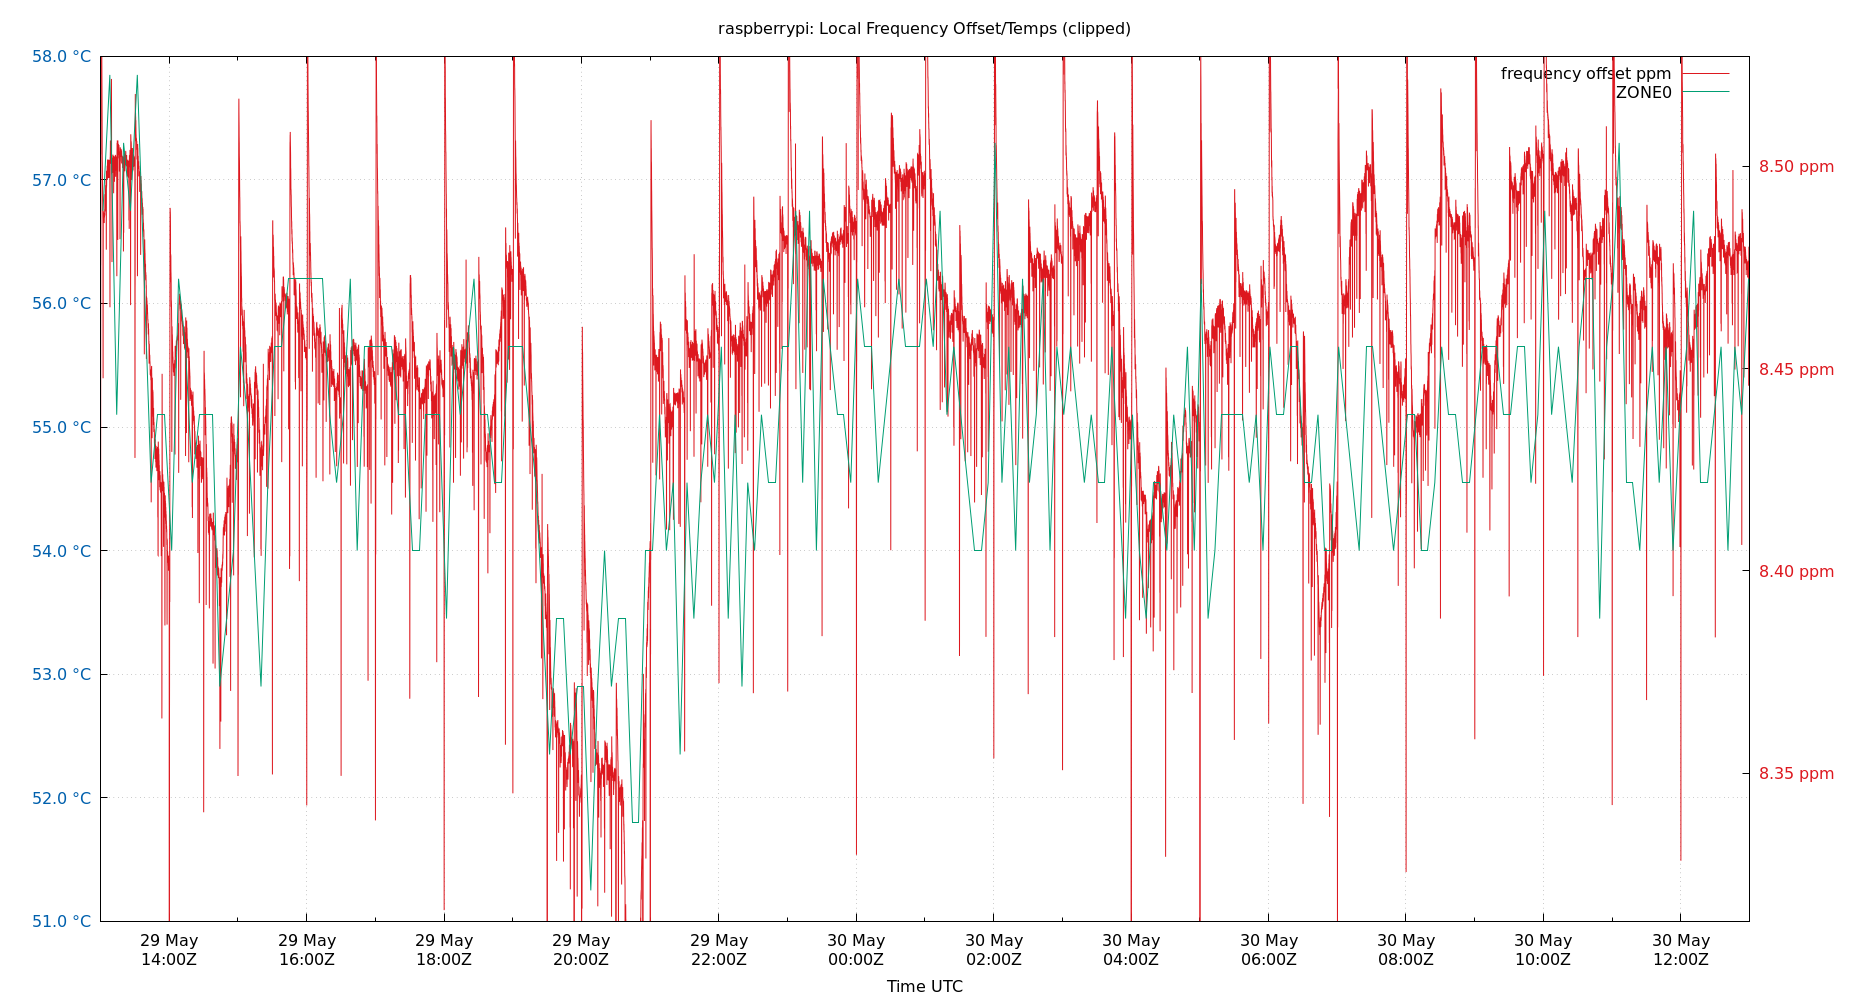 raspberrypi: Local Frequency Offset/Temps (clipped)
frequency offset ppm
ZONE0
58.0 °C
57.0 °C
56.0 °C
55.0 °C
54.0 °C
53.0 °C
52.0 °C
51.0 °C
8.50 ppm
8.45 ppm
8.40 ppm
8.35 ppm
29 May
14:00Z
29 May
16:00Z
29 May
18:00Z
29 May
20:00Z
29 May
22:00Z
30 May
00:00Z
30 May
02:00Z
30 May
04:00Z
30 May
06:00Z
30 May
08:00Z
30 May
10:00Z
30 May
12:00Z
Time UTC